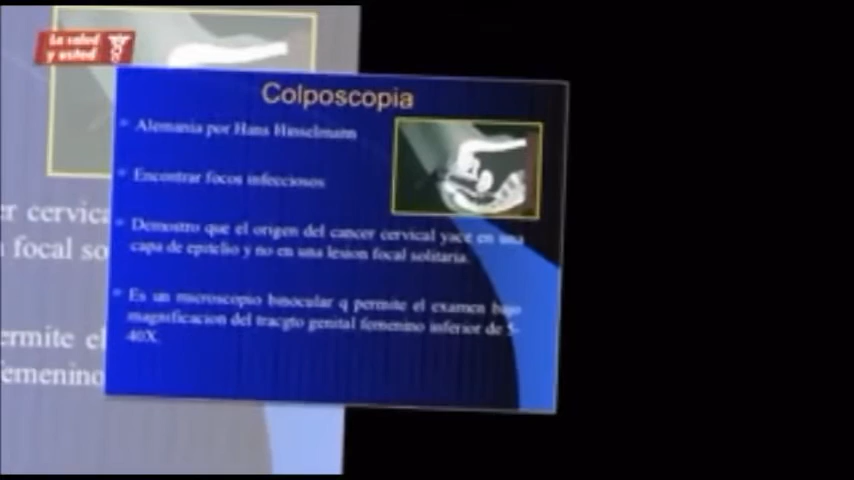 La salud
y usted
Colposcopia
Alemania por Hans Hinselmann
Encontrar focos infecciosos
Demostro que el origen del cancer cervical yace en una
capa de epitelio y no en una lesion focal solitaria.
Es un microscopio binocular q permite el examen bajo
magnificacion del tracgto genital femenino inferior de 5-
40X.
er cervica
focal so
ermite el
femenino